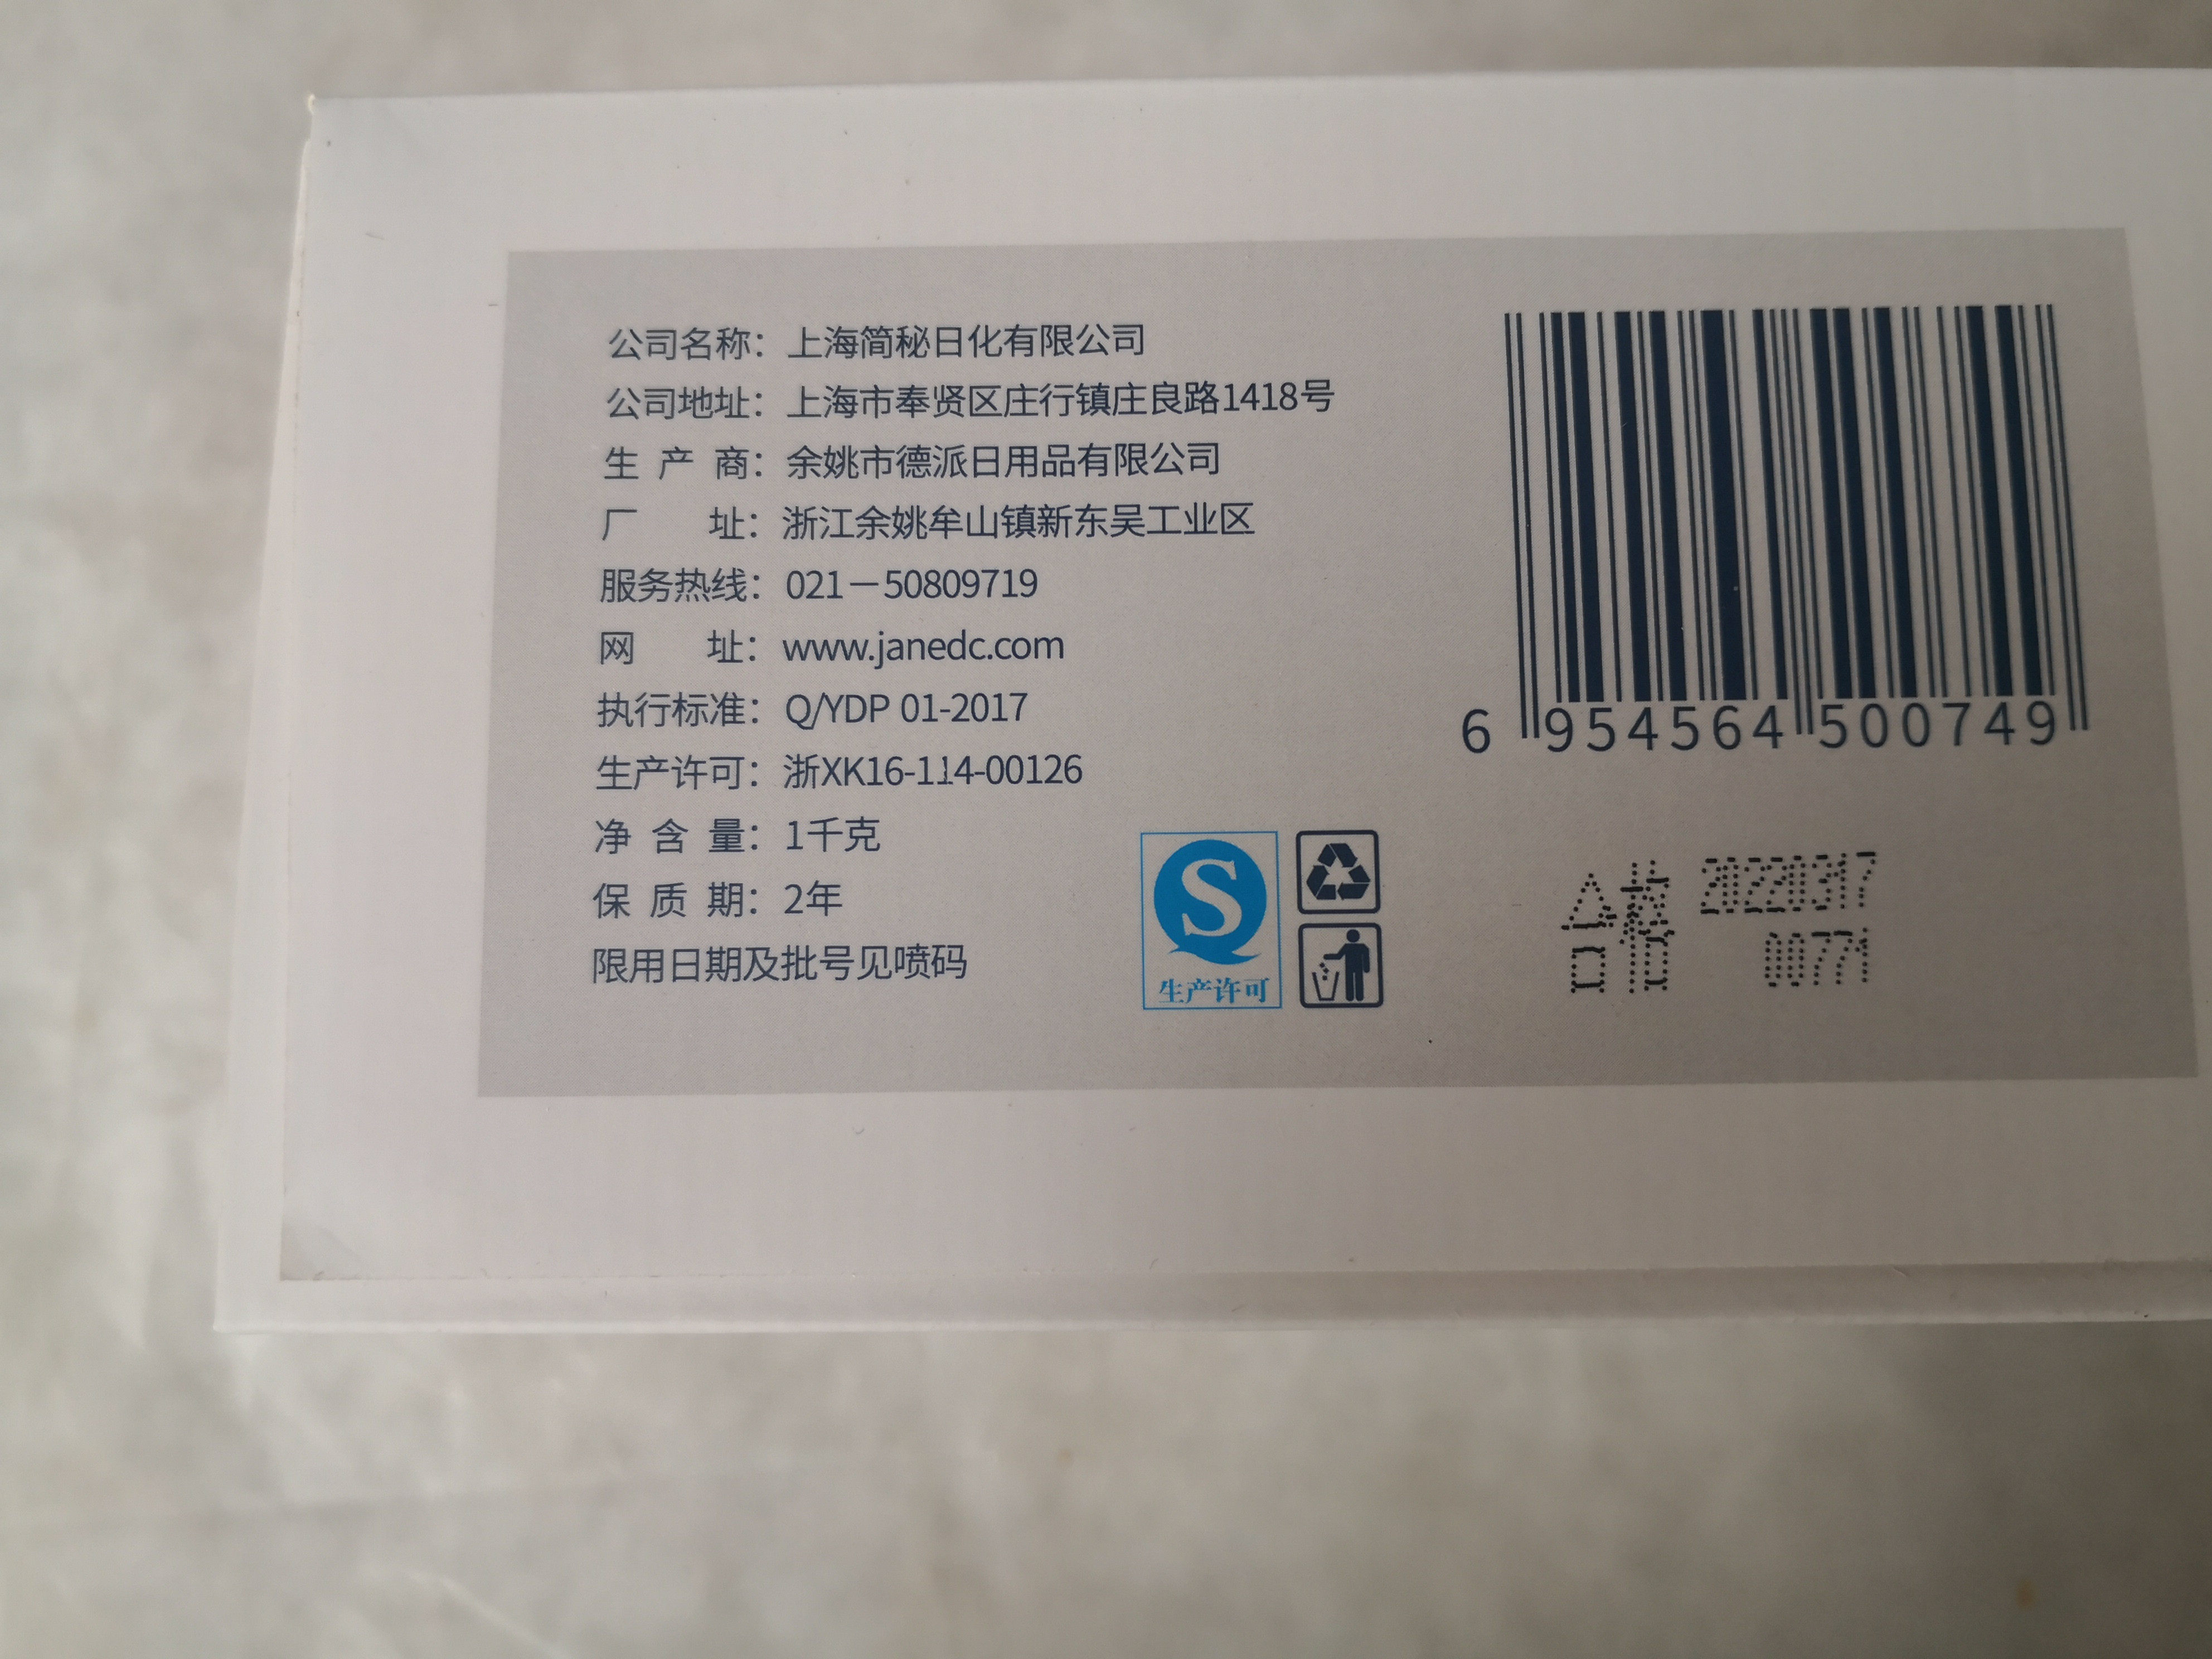 公司名称：上海简秘日化有限公司
公司地址：上海市奉贤区庄行镇庄良路1418号
生产商：余姚市德派日用品有限公司
厂址：浙江余姚牟山镇新东吴工业区
服务热线：021－50809719
网址：www.janedc.com
执行标准：Q/YDP 01-2017
生产许可：浙XK16-114-00126
净含量：1千克
保质期：2年
限用日期及批号见喷码
S
生产许可
6 954564 500749
合格 20220317
00771